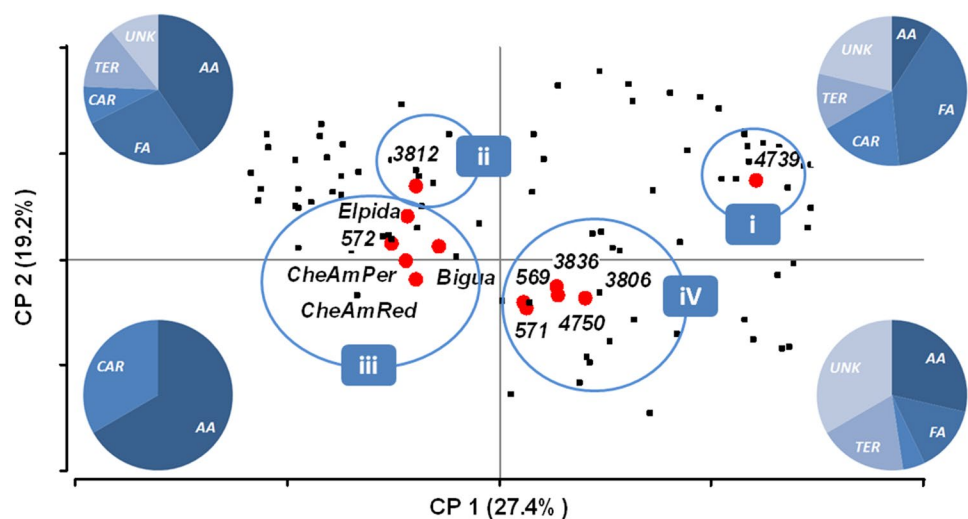 UNK
AA
TER
CAR
FA
UNK
AA
TER
FA
CAR
3812
ii
4739
i
Elpida
572
CheAmPer
Bigua
CheAmRed
iii
569
3836
3806
iV
571
4750
CP 2 (19.2%)
CAR
AA
UNK
AA
TER
FA
CP 1 (27.4%)